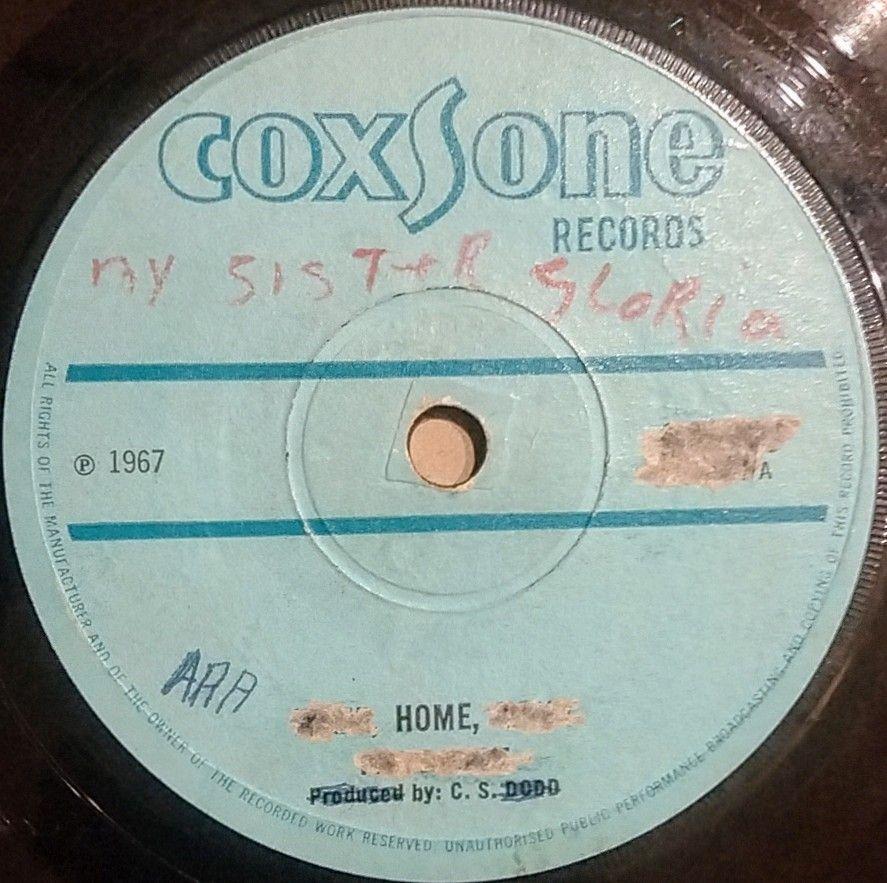 coxSone
RECORDS
my SISTER GLORIA
℗ 1967
A
ARA
HOME,
Produced by: C. S. DODD
ALL RIGHTS OF THE MANUFACTURER AND OF THE OWNER OF THE RECORDED WORK RESERVED. UNAUTHORISED PUBLIC PERFORMANCE BROADCASTING AND COPYING OF THIS RECORD PROHIBITED